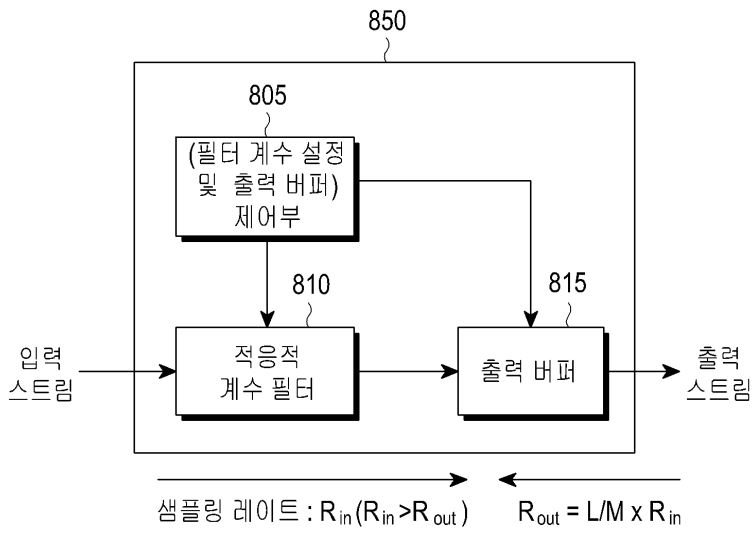 850
805
(필터 계수 설정
및 출력 버퍼)
제어부
810
815
입력
스트림
적응적
계수 필터
출력 버퍼
출력
스트림
샘플링 레이트 : Rin(Rin>Rout)
Rout = L/M x Rin